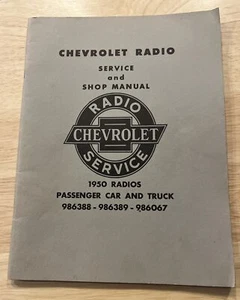 CHEVROLET RADIO
SERVICE
and
SHOP MANUAL
RADIO
CHEVROLET
SERVICE
1950 RADIOS
PASSENGER CAR AND TRUCK
986388 - 986389 - 986067